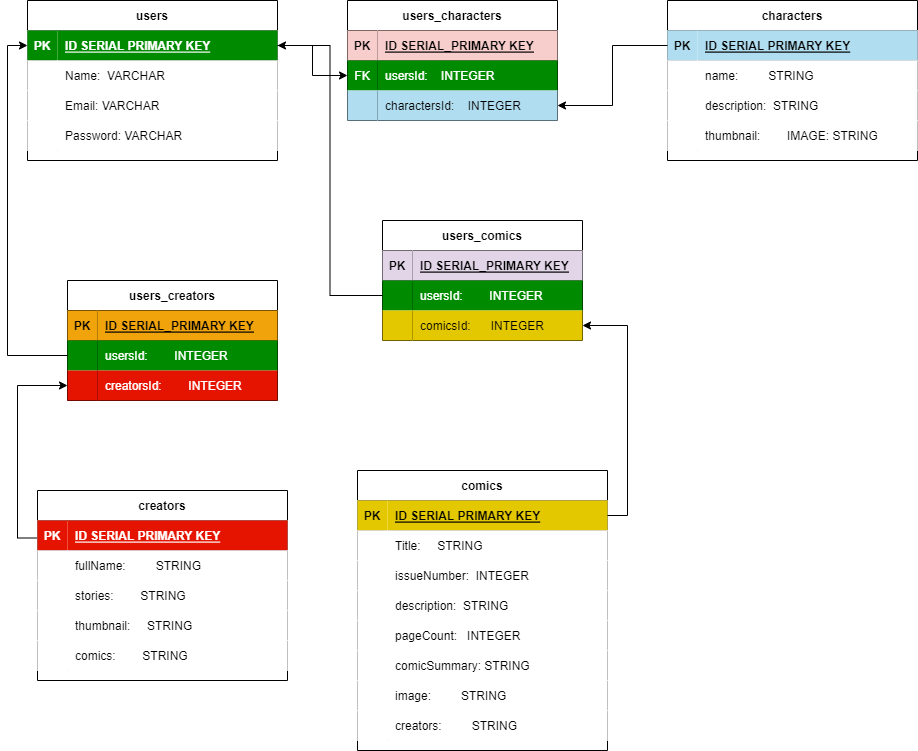 users
PK ID SERIAL PRIMARY KEY
Name: VARCHAR
Email: VARCHAR
Password: VARCHAR
users_characters
PK ID SERIAL_PRIMARY KEY
FK usersId: INTEGER
charactersId: INTEGER
characters
PK ID SERIAL PRIMARY KEY
name: STRING
description: STRING
thumbnail: IMAGE: STRING
users_comics
PK ID SERIAL_PRIMARY KEY
usersId: INTEGER
comicsId: INTEGER
users_creators
PK ID SERIAL_PRIMARY KEY
usersId: INTEGER
creatorsId: INTEGER
creators
PK ID SERIAL PRIMARY KEY
fullName: STRING
stories: STRING
thumbnail: STRING
comics: STRING
comics
PK ID SERIAL PRIMARY KEY
Title: STRING
issueNumber: INTEGER
description: STRING
pageCount: INTEGER
comicSummary: STRING
image: STRING
creators: STRING